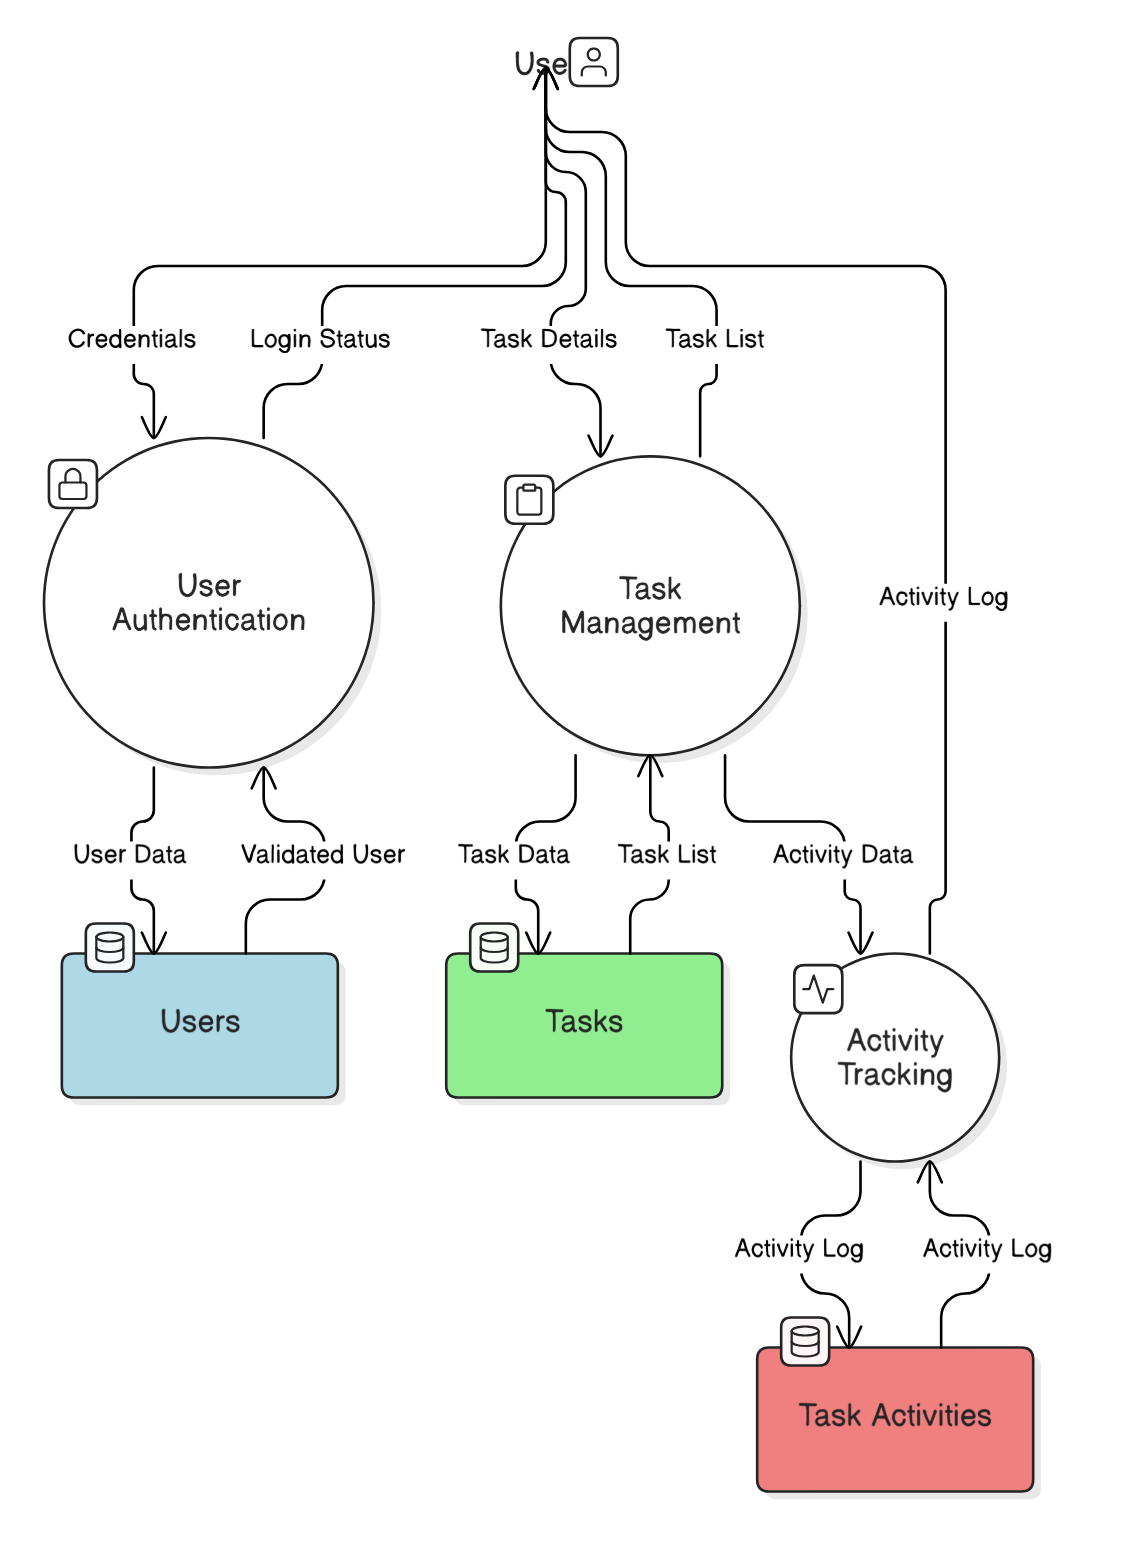 Use
Credentials
Login Status
Task Details
Task List
User
Authentication
Task
Management
Activity Log
User Data
Validated User
Task Data
Task List
Activity Data
Users
Tasks
Activity
Tracking
Activity Log
Activity Log
Task Activities